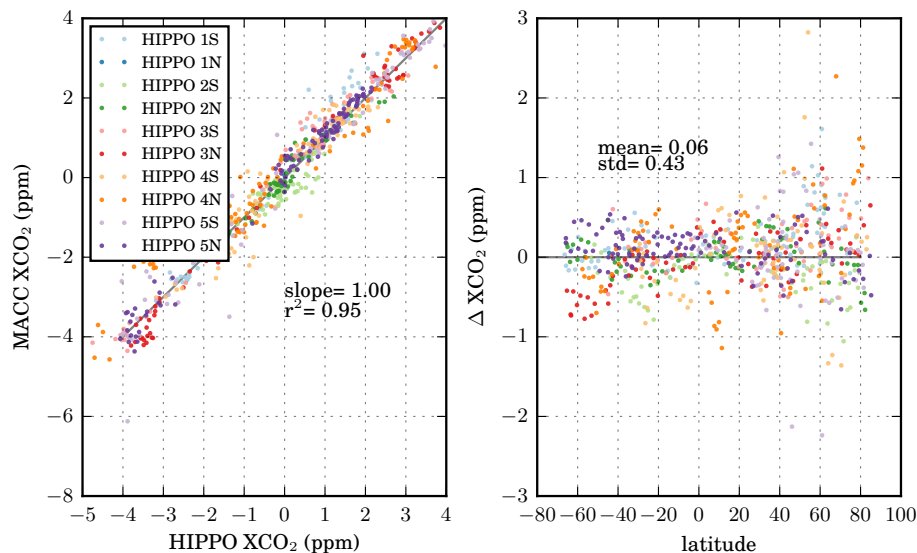 4
2
0
−2
−4
−6
−8
MACC XCO₂ (ppm)
HIPPO 1S
HIPPO 1N
HIPPO 2S
HIPPO 2N
HIPPO 3S
HIPPO 3N
HIPPO 4S
HIPPO 4N
HIPPO 5S
HIPPO 5N
slope= 1.00
r²= 0.95
−5 −4 −3 −2 −1 0 1 2 3 4
HIPPO XCO₂ (ppm)
3
2
1
0
−1
−2
−3
Δ XCO₂ (ppm)
mean= 0.06
std= 0.43
−80 −60 −40 −20 0 20 40 60 80 100
latitude